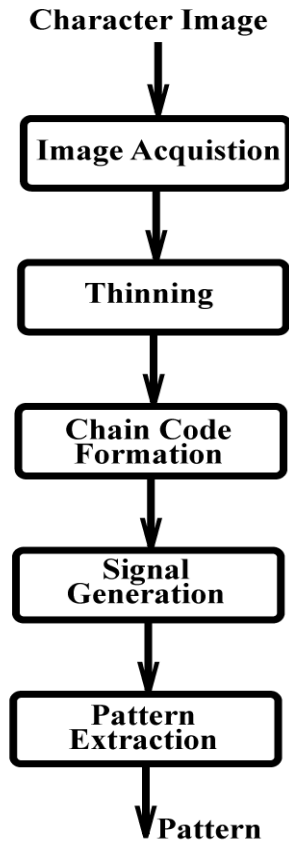 Character Image
Image Acquistion
Thinning
Chain Code
Formation
Signal
Generation
Pattern
Extraction
Pattern